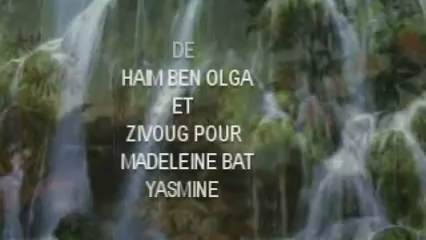 DE
HAIM BEN OLGA
ET
ZIVOUG POUR
MADELEINE BAT
YASMINE